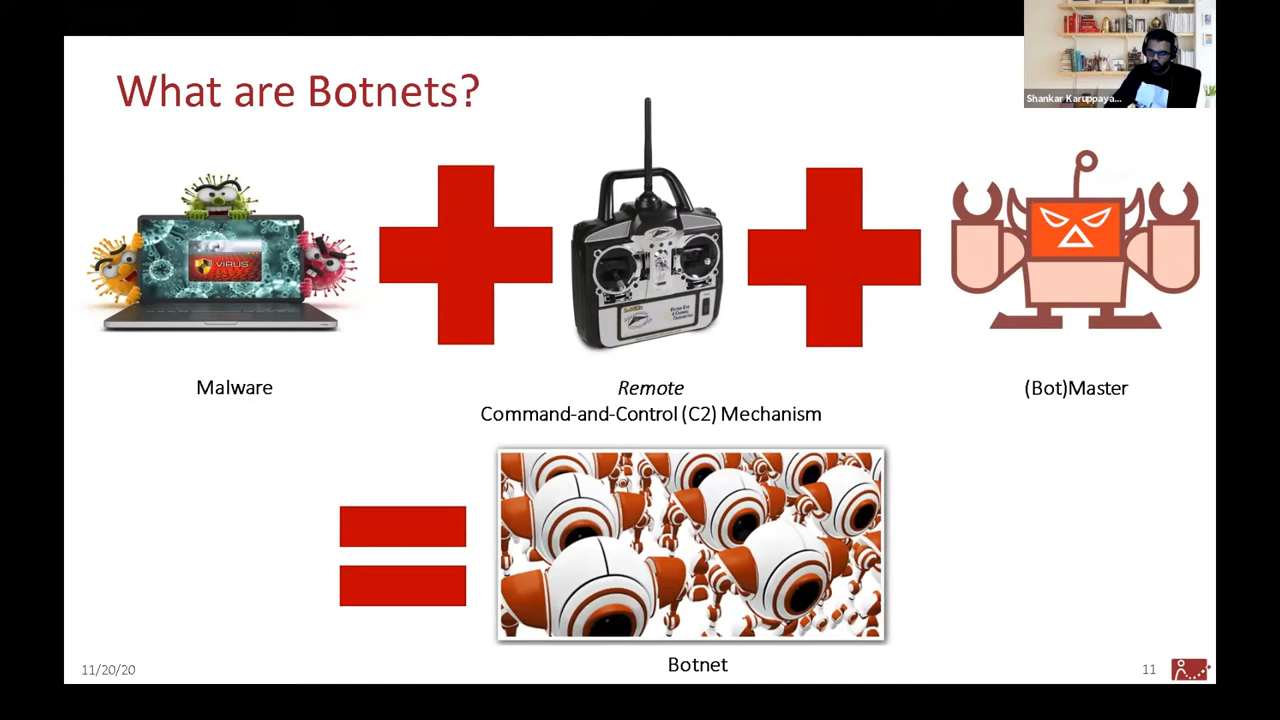 What are Botnets?
Shankar Karuppaya...
VIRUS
Malware
Remote
Command-and-Control (C2) Mechanism
(Bot)Master
Botnet
11/20/20
11